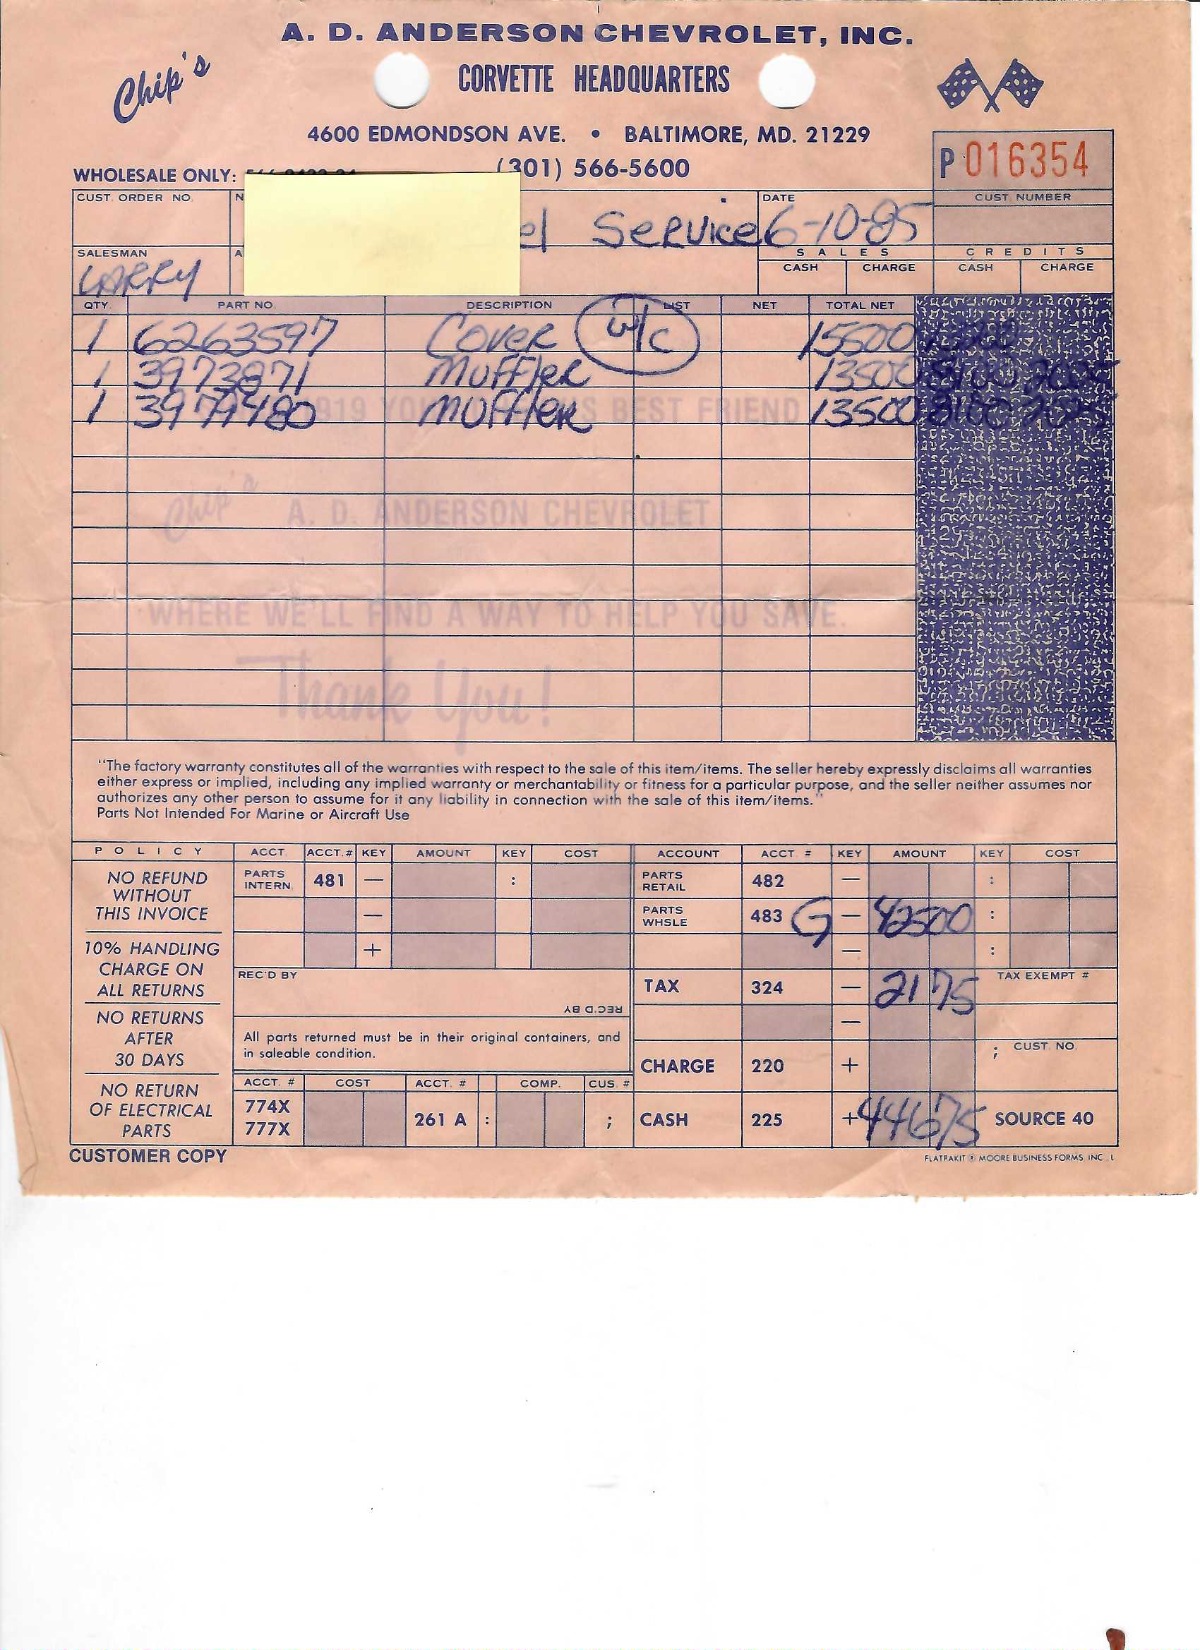 A. D. ANDERSON CHEVROLET, INC.
Chip's
CORVETTE HEADQUARTERS
4600 EDMONDSON AVE. • BALTIMORE, MD. 21229
(301) 566-5600
WHOLESALE ONLY:
P 016354
CUST. ORDER NO. N DATE CUST. NUMBER
el Service 6-10-85
SALESMAN A SALES CREDITS
LARRY CASH CHARGE CASH CHARGE
QTY. PART NO. DESCRIPTION LIST NET TOTAL NET
1 6263597 Cover W/C 15500
1 3973871 Muffler 13500
1 3977480 Muffler 13500
BEST FRIEND
Chip's A. D. ANDERSON CHEVROLET
WHERE WE'LL FIND A WAY TO HELP YOU SAVE.
Thank You!
"The factory warranty constitutes all of the warranties with respect to the sale of this item/items. The seller hereby expressly disclaims all warranties
either express or implied, including any implied warranty or merchantability or fitness for a particular purpose, and the seller neither assumes nor
authorizes any other person to assume for it any liability in connection with the sale of this item/items."
Parts Not Intended For Marine or Aircraft Use
POLICY ACCT. ACCT. # KEY AMOUNT KEY COST ACCOUNT ACCT. # KEY AMOUNT KEY COST
NO REFUND
WITHOUT
THIS INVOICE
PARTS INTERN. 481 — : PARTS RETAIL 482 — :
— PARTS WHSLE 483 G — 42500 :
10% HANDLING
CHARGE ON
ALL RETURNS
+ — :
REC'D BY TAX 324 — 2175 TAX EXEMPT #
REC'D BY —
NO RETURNS
AFTER
30 DAYS
All parts returned must be in their original containers, and
in saleable condition.
CHARGE 220 + ; CUST. NO.
NO RETURN
OF ELECTRICAL
PARTS
ACCT. # COST ACCT. # COMP. CUS. #
774X
777X
261 A : ; CASH 225 + 44675 SOURCE 40
CUSTOMER COPY
FLATPAKIT ® MOORE BUSINESS FORMS, INC. L